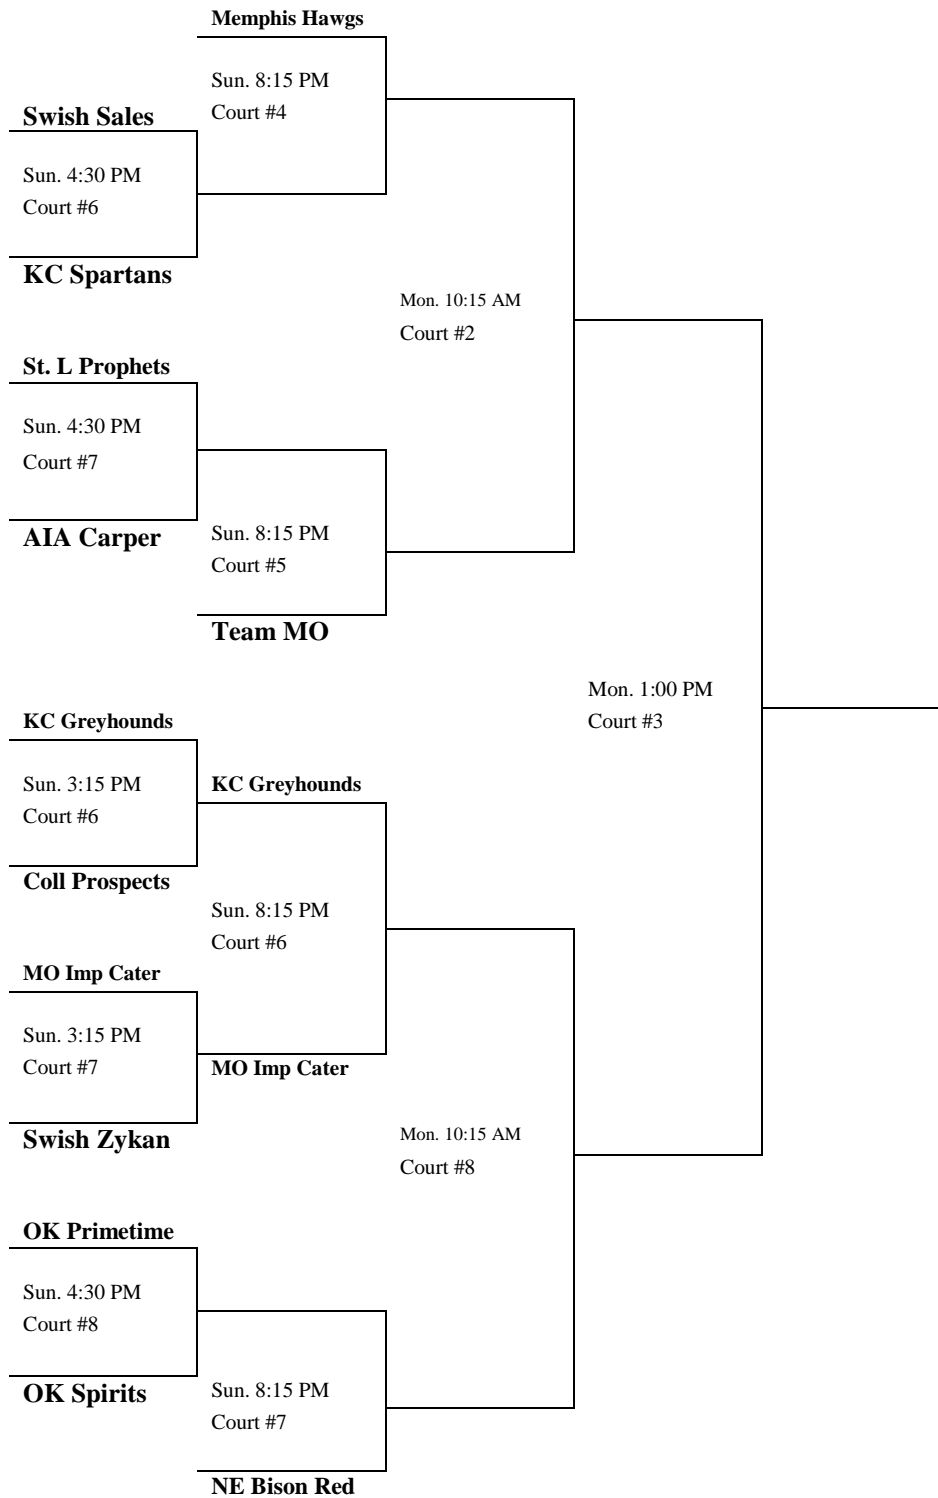 Memphis Hawgs
Sun. 8:15 PM
Court #4
Swish Sales
Sun. 4:30 PM
Court #6
KC Spartans
Mon. 10:15 AM
Court #2
St. L Prophets
Sun. 4:30 PM
Court #7
AIA Carper
Sun. 8:15 PM
Court #5
Team MO
Mon. 1:00 PM
Court #3
KC Greyhounds
Sun. 3:15 PM
Court #6
KC Greyhounds
Coll Prospects
Sun. 8:15 PM
Court #6
MO Imp Cater
Sun. 3:15 PM
Court #7
MO Imp Cater
Swish Zykan
Mon. 10:15 AM
Court #8
OK Primetime
Sun. 4:30 PM
Court #8
OK Spirits
Sun. 8:15 PM
Court #7
NE Bison Red